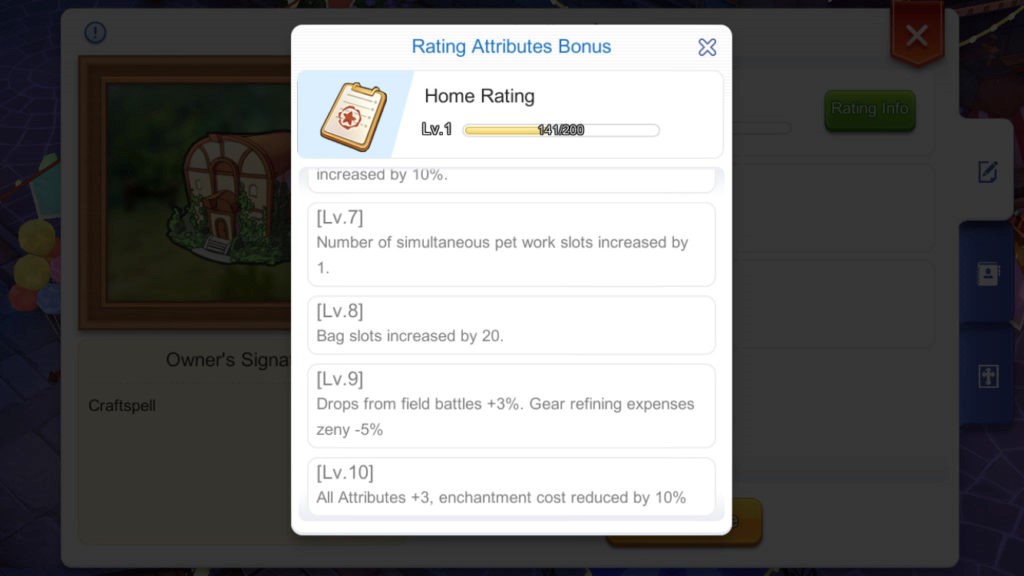 Rating Attributes Bonus
Home Rating
Lv.1 141/200
Rating Info
increased by 10%.
[Lv.7]
Number of simultaneous pet work slots increased by
1.
[Lv.8]
Bag slots increased by 20.
[Lv.9]
Drops from field battles +3%. Gear refining expenses
zeny -5%
[Lv.10]
All Attributes +3, enchantment cost reduced by 10%
Owner's
Craftspell